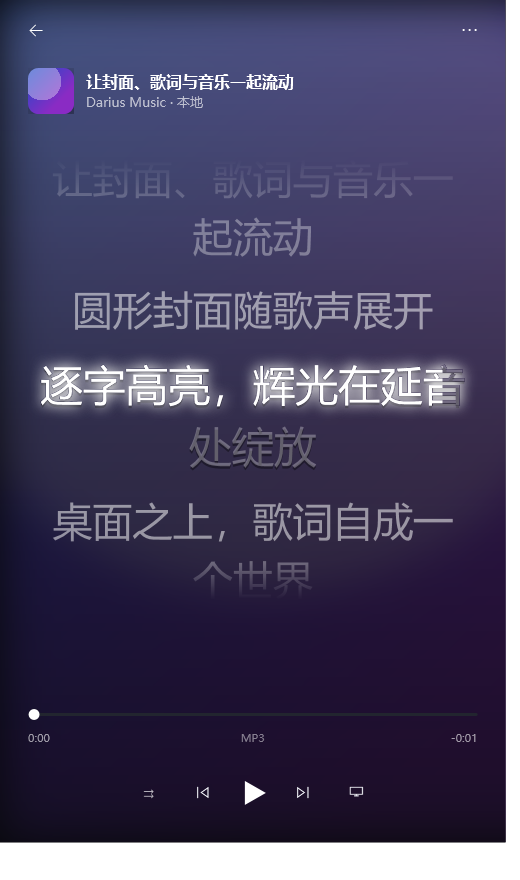 让封面、歌词与音乐一起流动
Darius Music · 本地
让封面、歌词与音乐一
起流动
圆形封面随歌声展开
逐字高亮，辉光在延音
处绽放
桌面之上，歌词自成一
个世界
0:00
MP3
-0:01